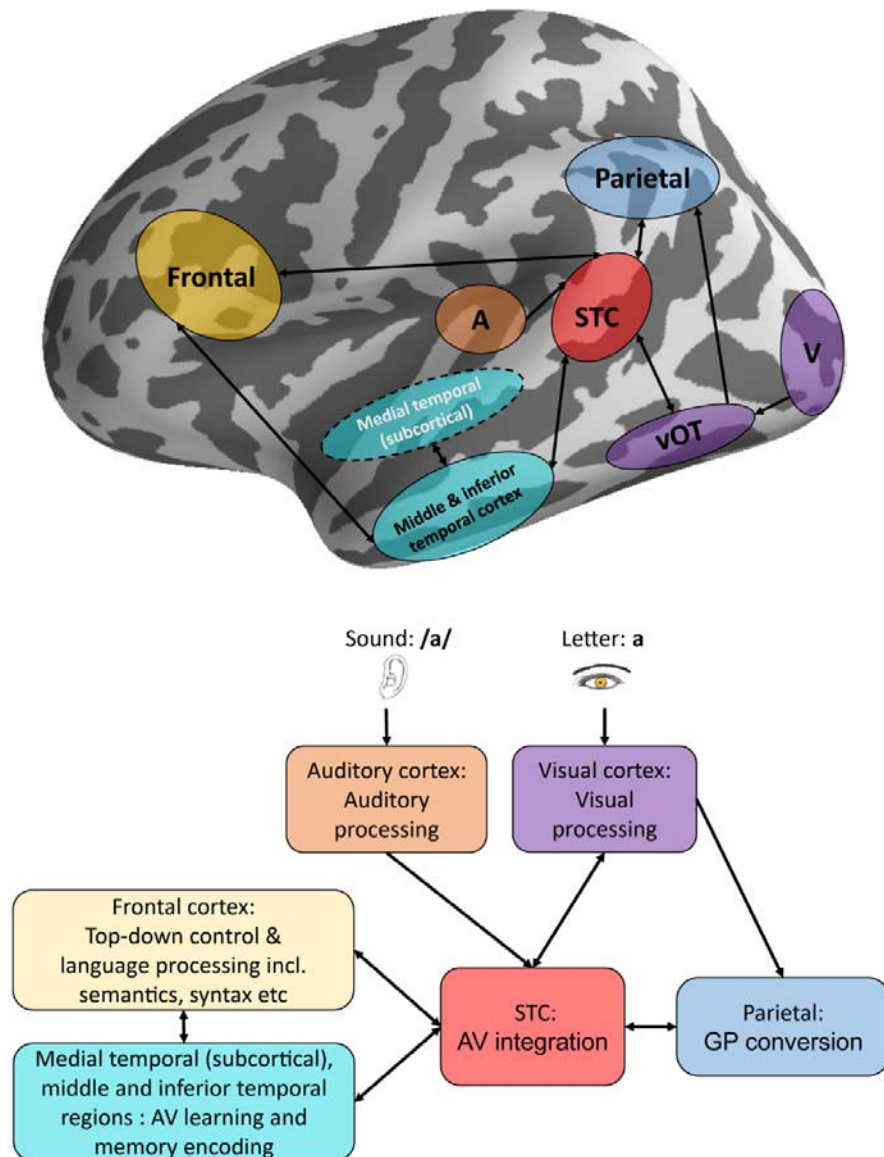 Parietal
Frontal
A
STC
V
Medial temporal
(subcortical)
vOT
Middle & inferior
temporal cortex
Sound: /a/
Letter: a
Auditory cortex:
Auditory
processing
Visual cortex:
Visual
processing
Frontal cortex:
Top-down control &
language processing incl.
semantics, syntax etc
STC:
AV integration
Parietal:
GP conversion
Medial temporal (subcortical),
middle and inferior temporal
regions : AV learning and
memory encoding